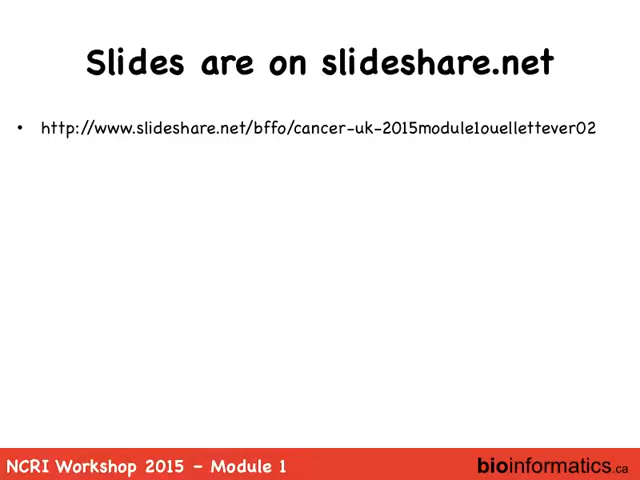 Slides are on slideshare.net
• http://www.slideshare.net/bffo/cancer-uk-2015module1ouellettever02
NCRI Workshop 2015 – Module 1
bioinformatics.ca